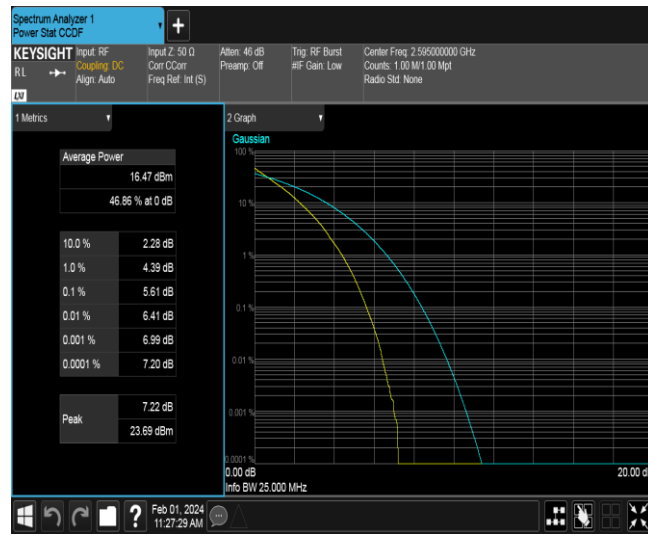 Spectrum Analyzer 1
Power Stat CCDF
+
KEYSIGHT
RL
LXI
Input: RF
Coupling: DC
Align: Auto
Input Z: 50 Ω
Corr CCorr
Freq Ref: Int (S)
Atten: 46 dB
Preamp: Off
Trig: RF Burst
#IF Gain: Low
Center Freq: 2.595000000 GHz
Counts: 1.00 M/1.00 Mpt
Radio Std: None
1 Metrics
Average Power
16.47 dBm
46.86 % at 0 dB
10.0 % 2.28 dB
1.0 % 4.39 dB
0.1 % 5.61 dB
0.01 % 6.41 dB
0.001 % 6.99 dB
0.0001 % 7.20 dB
Peak 7.22 dB
23.69 dBm
2 Graph
Gaussian
100 %
10 %
1 %
0.1 %
0.01 %
0.001 %
0.0001 %
0.00 dB 20.00 d
Info BW 25.000 MHz
?
Feb 01, 2024
11:27:29 AM